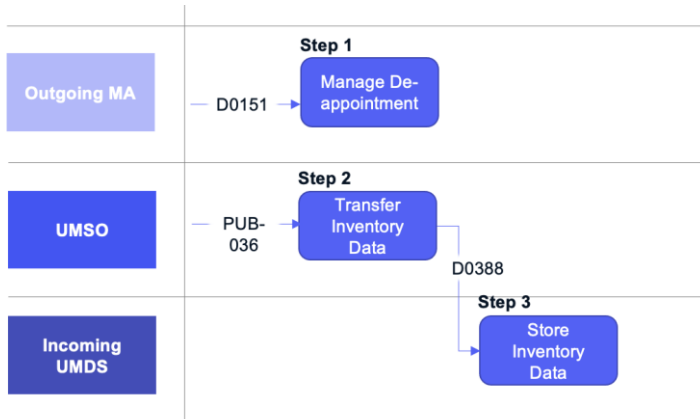 Step 1
Outgoing MA
D0151
Manage De-
appointment
Step 2
UMSO
PUB-
036
Transfer
Inventory
Data
D0388
Step 3
Incoming
UMDS
Store
Inventory
Data